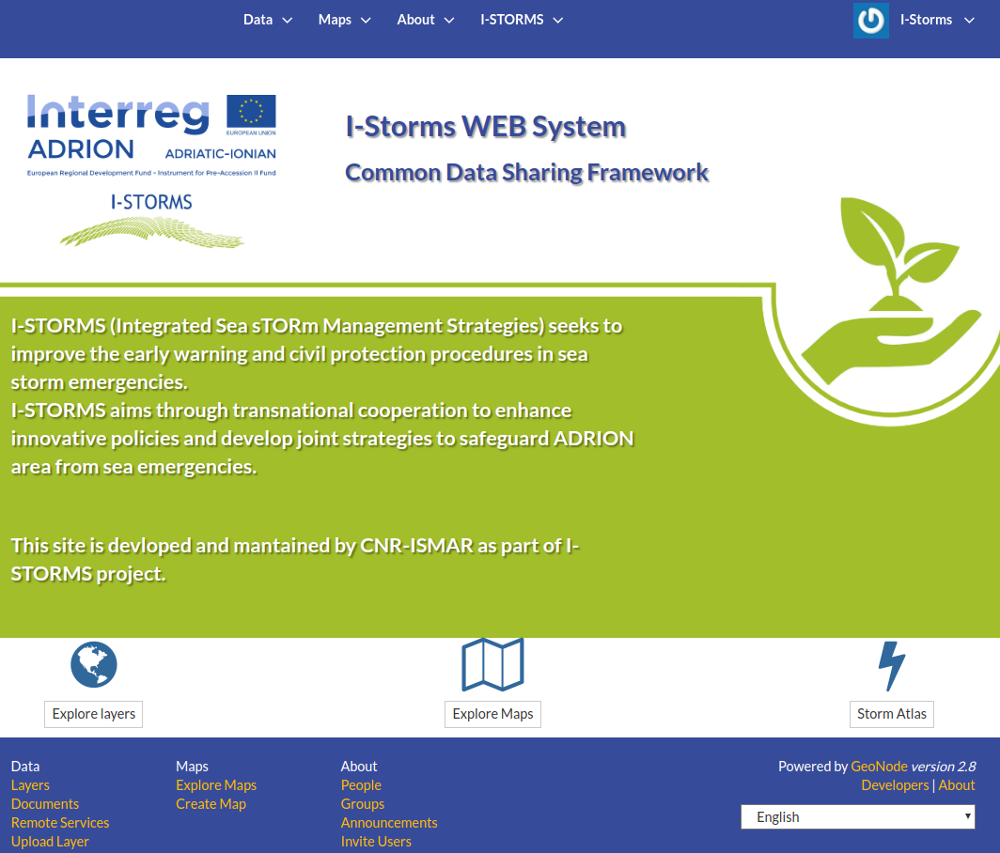 Data Maps About I-STORMS I-Storms
Interreg
EUROPEAN UNION
ADRION ADRIATIC-IONIAN
European Regional Development Fund - Instrument for Pre-Accession II Fund
I-STORMS
I-Storms WEB System
Common Data Sharing Framework
I-STORMS (Integrated Sea sTORm Management Strategies) seeks to
improve the early warning and civil protection procedures in sea
storm emergencies.
I-STORMS aims through transnational cooperation to enhance
innovative policies and develop joint strategies to safeguard ADRION
area from sea emergencies.
This site is devloped and mantained by CNR-ISMAR as part of I-
STORMS project.
Explore layers
Explore Maps
Storm Atlas
Data
Layers
Documents
Remote Services
Upload Layer
Maps
Explore Maps
Create Map
About
People
Groups
Announcements
Invite Users
Powered by GeoNode version 2.8
Developers | About
English